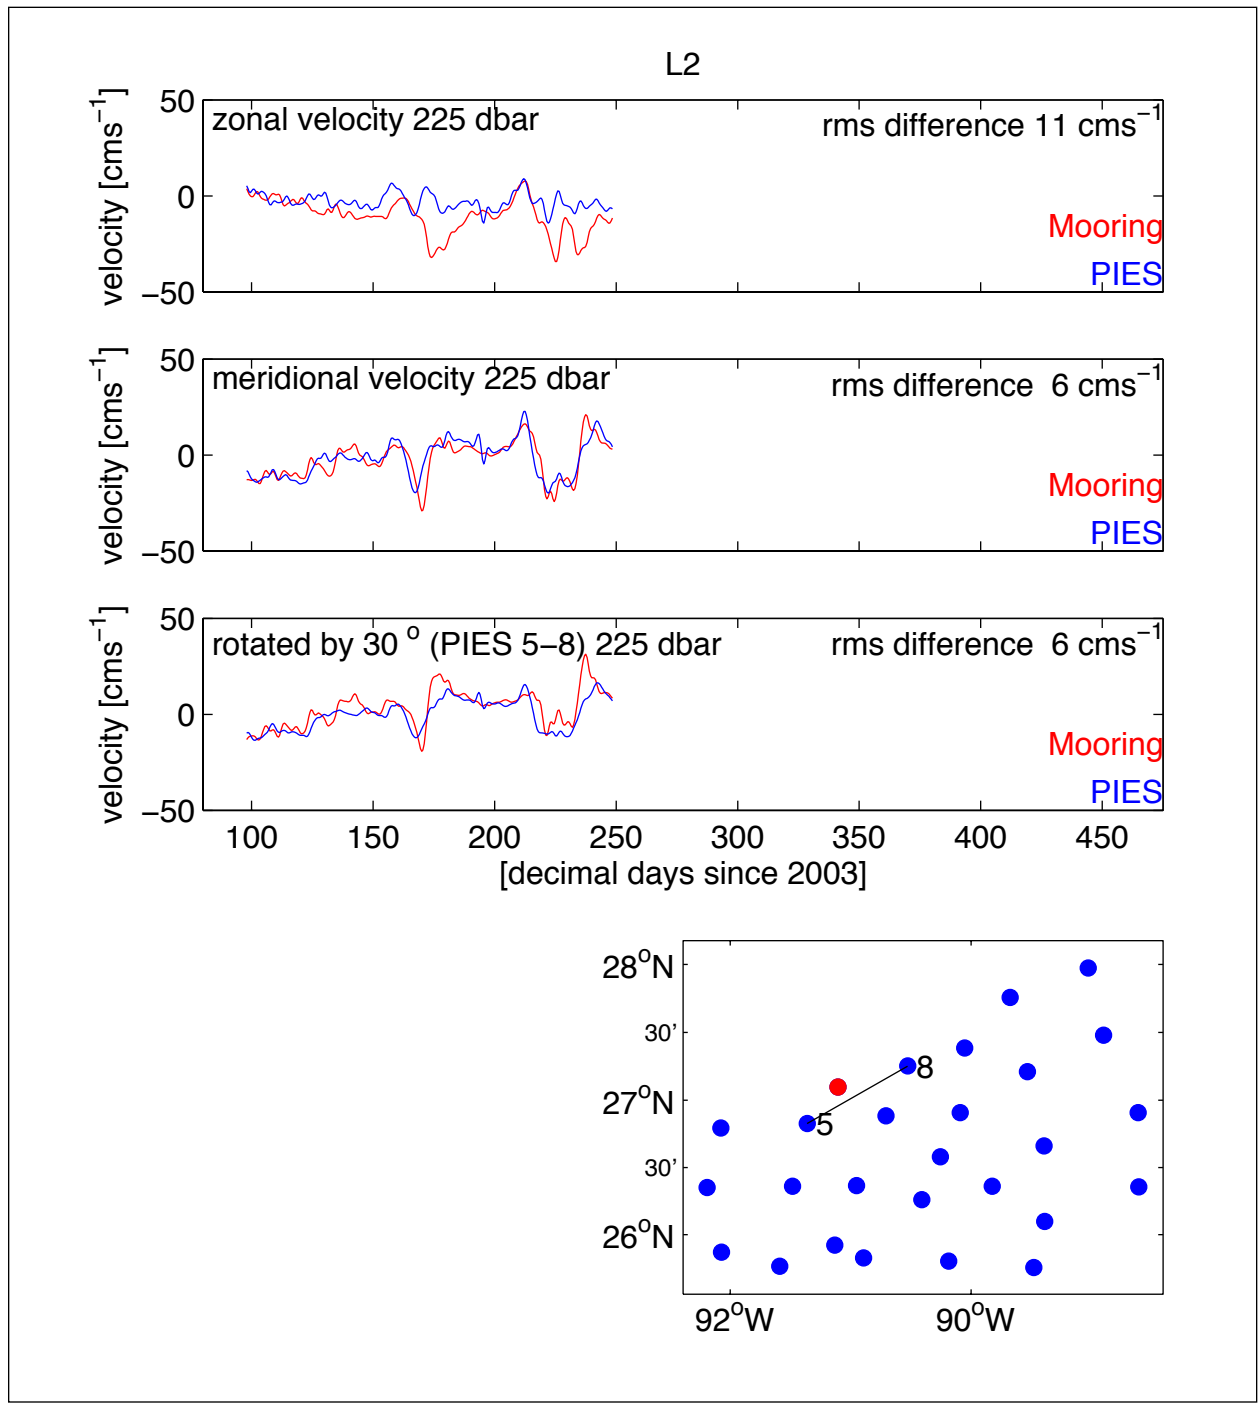 L2
50
zonal velocity 225 dbar
rms difference 11 cms⁻¹
0
velocity [cms⁻¹]
Mooring
PIES
−50
50
meridional velocity 225 dbar
rms difference 6 cms⁻¹
0
velocity [cms⁻¹]
Mooring
PIES
−50
50
rotated by 30 ° (PIES 5−8) 225 dbar
rms difference 6 cms⁻¹
0
velocity [cms⁻¹]
Mooring
PIES
−50
100 150 200 250 300 350 400 450
[decimal days since 2003]
28°N
30'
8
27°N
5
30'
26°N
92°W 90°W